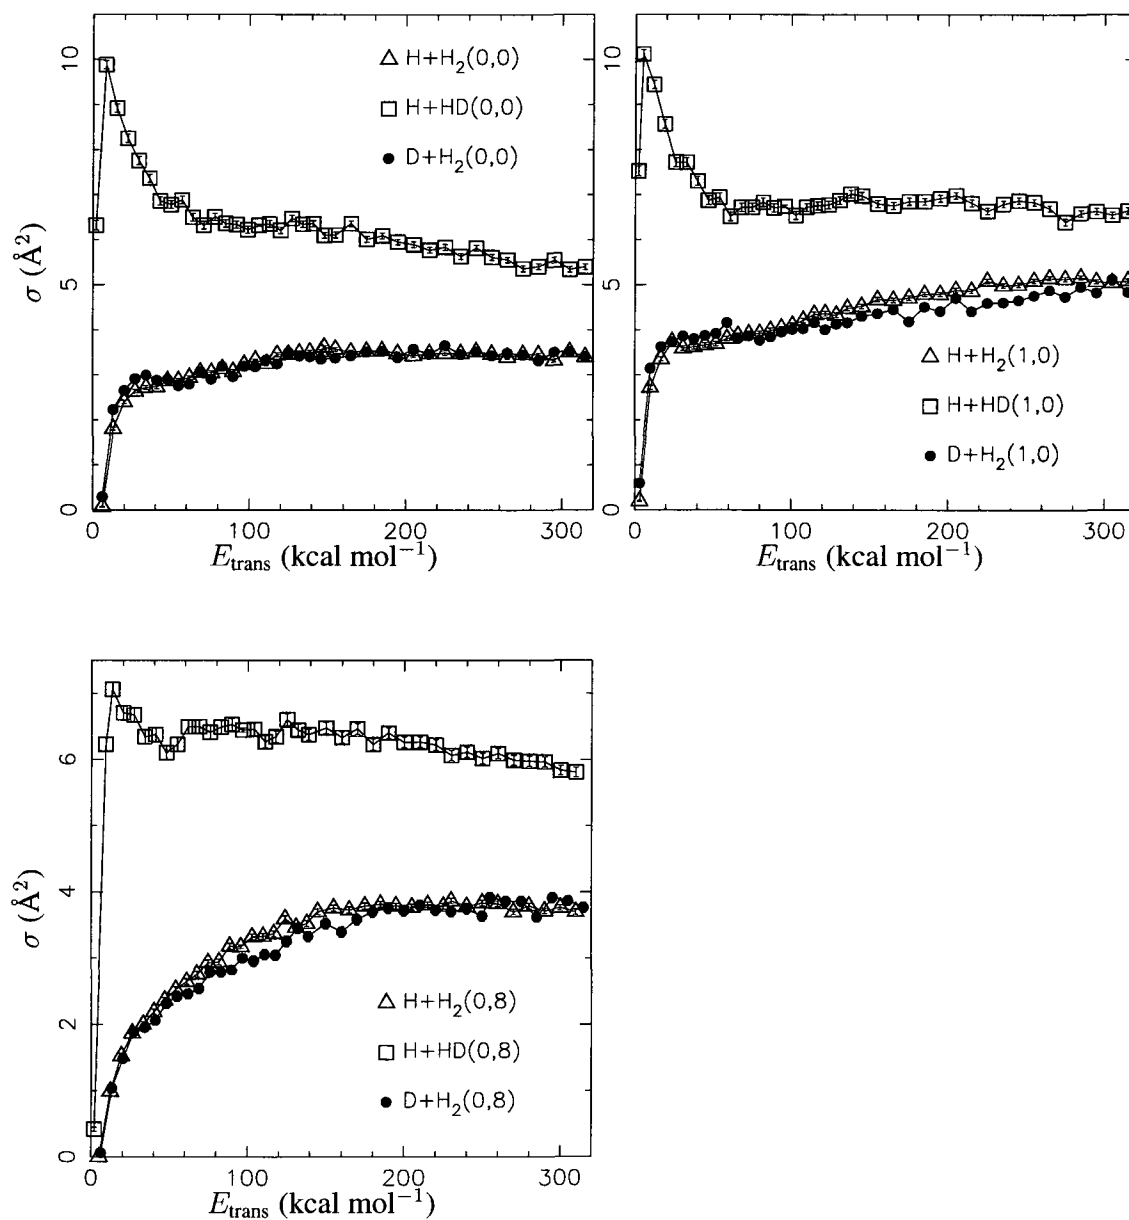 10
5
0
σ (Å²)
△ H+H₂(0,0)
□ H+HD(0,0)
● D+H₂(0,0)
0 100 200 300
E_trans (kcal mol⁻¹)
10
5
0
△ H+H₂(1,0)
□ H+HD(1,0)
● D+H₂(1,0)
0 100 200 300
E_trans (kcal mol⁻¹)
6
4
2
0
σ (Å²)
△ H+H₂(0,8)
□ H+HD(0,8)
● D+H₂(0,8)
0 100 200 300
E_trans (kcal mol⁻¹)